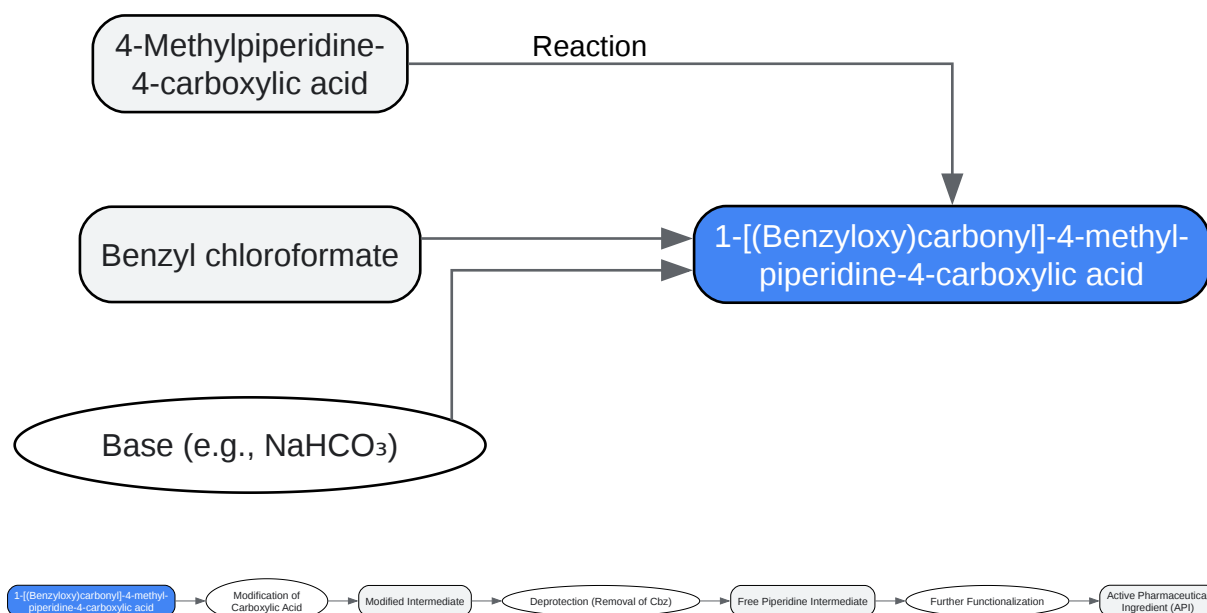 4-Methylpiperidine-
4-carboxylic acid
Reaction
Benzyl chloroformate
1-[(Benzyloxy)carbonyl]-4-methyl-
piperidine-4-carboxylic acid
Base (e.g., NaHCO₃)
1-[(Benzyloxy)carbonyl]-4-methyl-
piperidine-4-carboxylic acid
Modification of
Carboxylic Acid
Modified Intermediate
Deprotection (Removal of Cbz)
Free Piperidine Intermediate
Further Functionalization
Active Pharmaceutical
Ingredient (API)